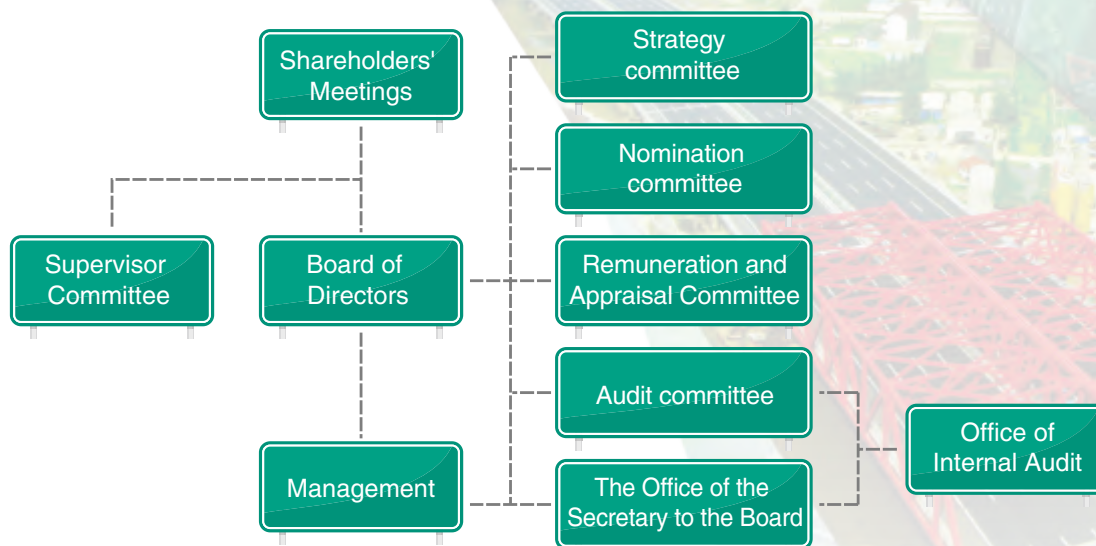 Shareholders'
Meetings
Strategy
committee
Nomination
committee
Supervisor
Committee
Board of
Directors
Remuneration and
Appraisal Committee
Audit committee
Office of
Internal Audit
Management
The Office of the
Secretary to the Board